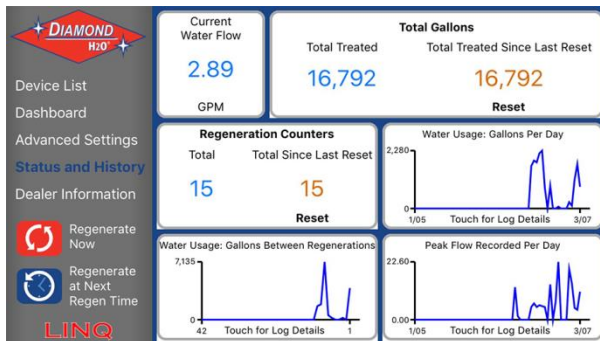 DIAMOND
H2O
Device List
Dashboard
Advanced Settings
Status and History
Dealer Information
Regenerate
Now
Regenerate
at Next
Regen Time
LINQ
Current
Water Flow
2.89
GPM
Total Gallons
Total Treated
Total Treated Since Last Reset
16,792
16,792
Reset
Regeneration Counters
Total
Total Since Last Reset
15
15
Reset
Water Usage: Gallons Per Day
2,280
0
1/05
Touch for Log Details
3/07
Water Usage: Gallons Between Regenerations
7,135
0
42
Touch for Log Details
1
Peak Flow Recorded Per Day
22.60
0.00
1/05
Touch for Log Details
3/07